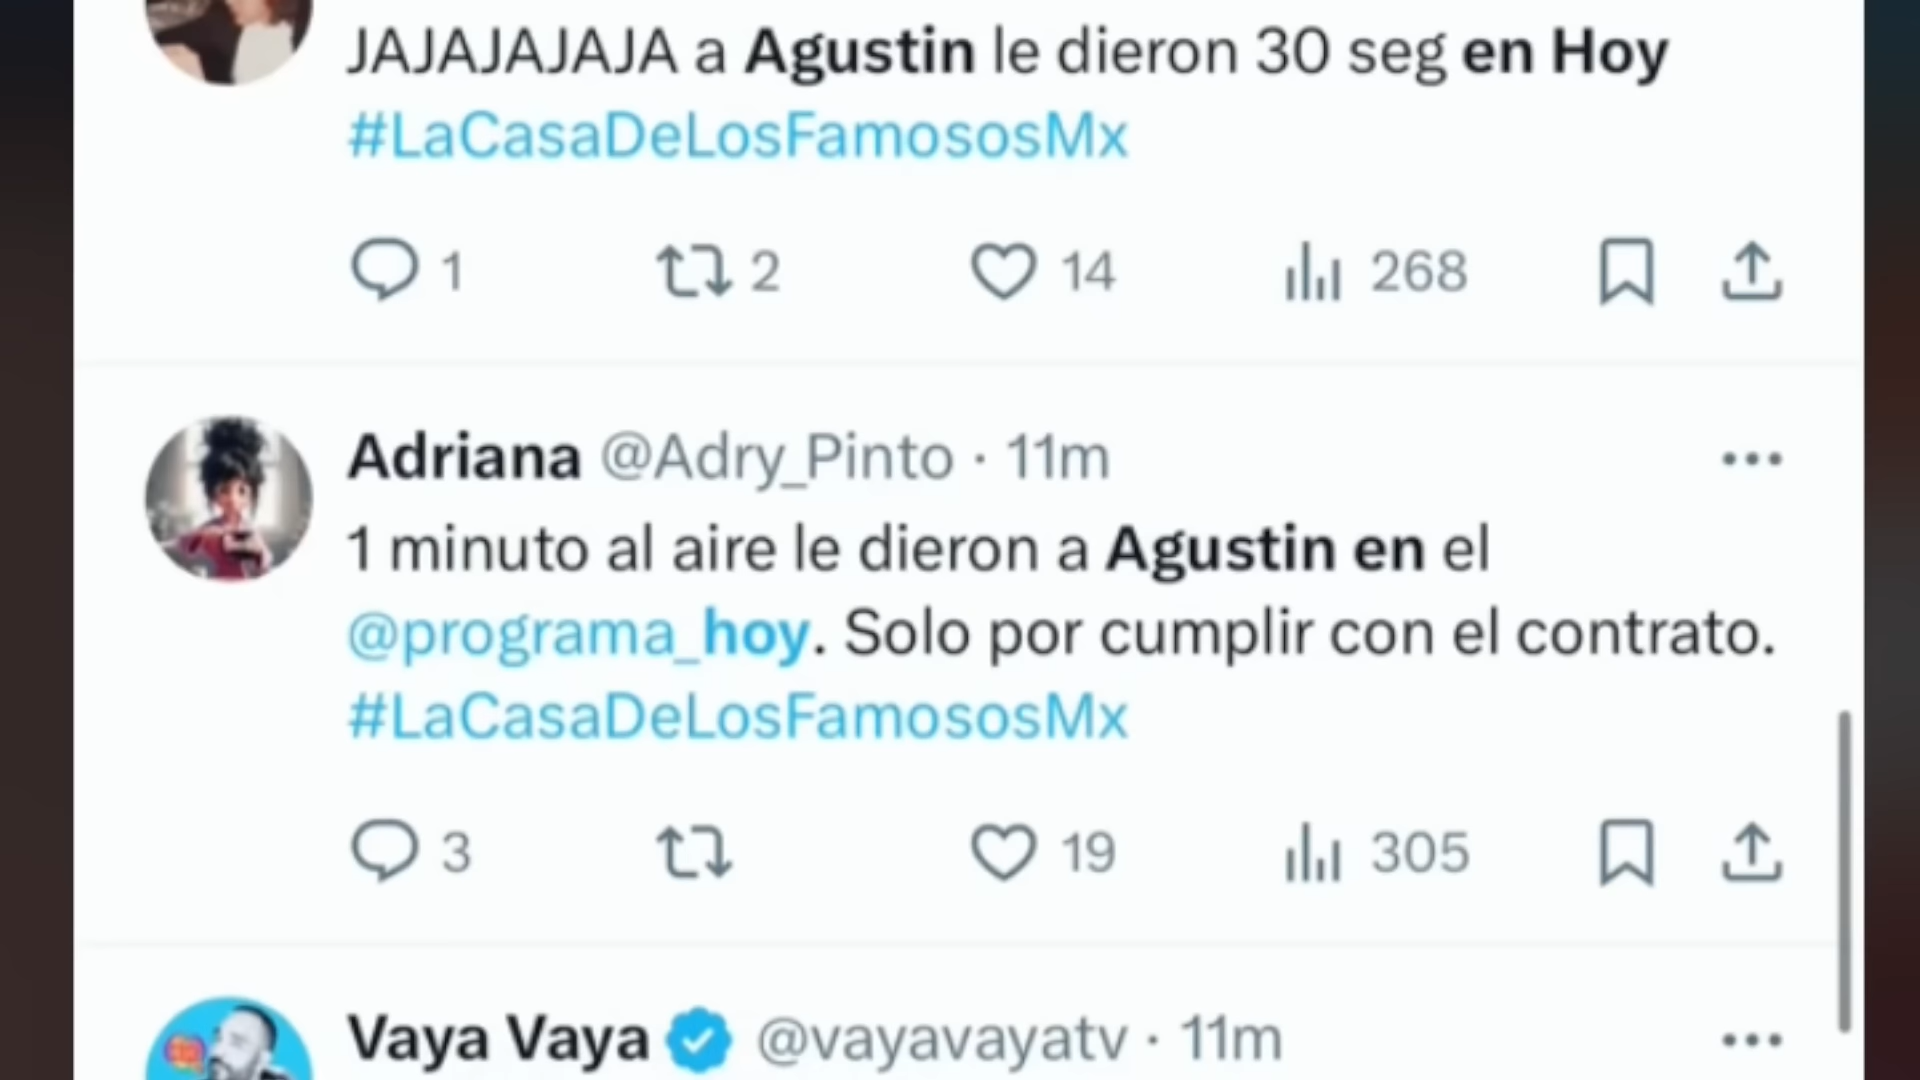 JAJAJAJAJA a Agustin le dieron 30 seg en Hoy
#LaCasaDeLosFamososMx
1 2 14 268
Adriana @Adry_Pinto · 11m
1 minuto al aire le dieron a Agustin en el
@programa_hoy. Solo por cumplir con el contrato.
#LaCasaDeLosFamososMx
3 19 305
Vaya Vaya @vayavayatv · 11m